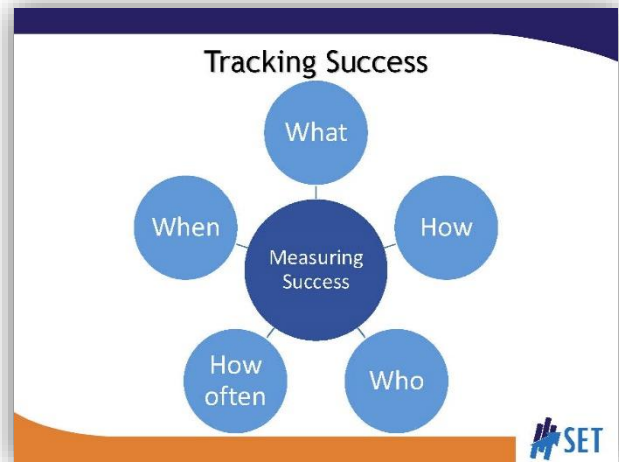 Tracking Success
What
How
Who
How
often
When
Measuring
Success
SET